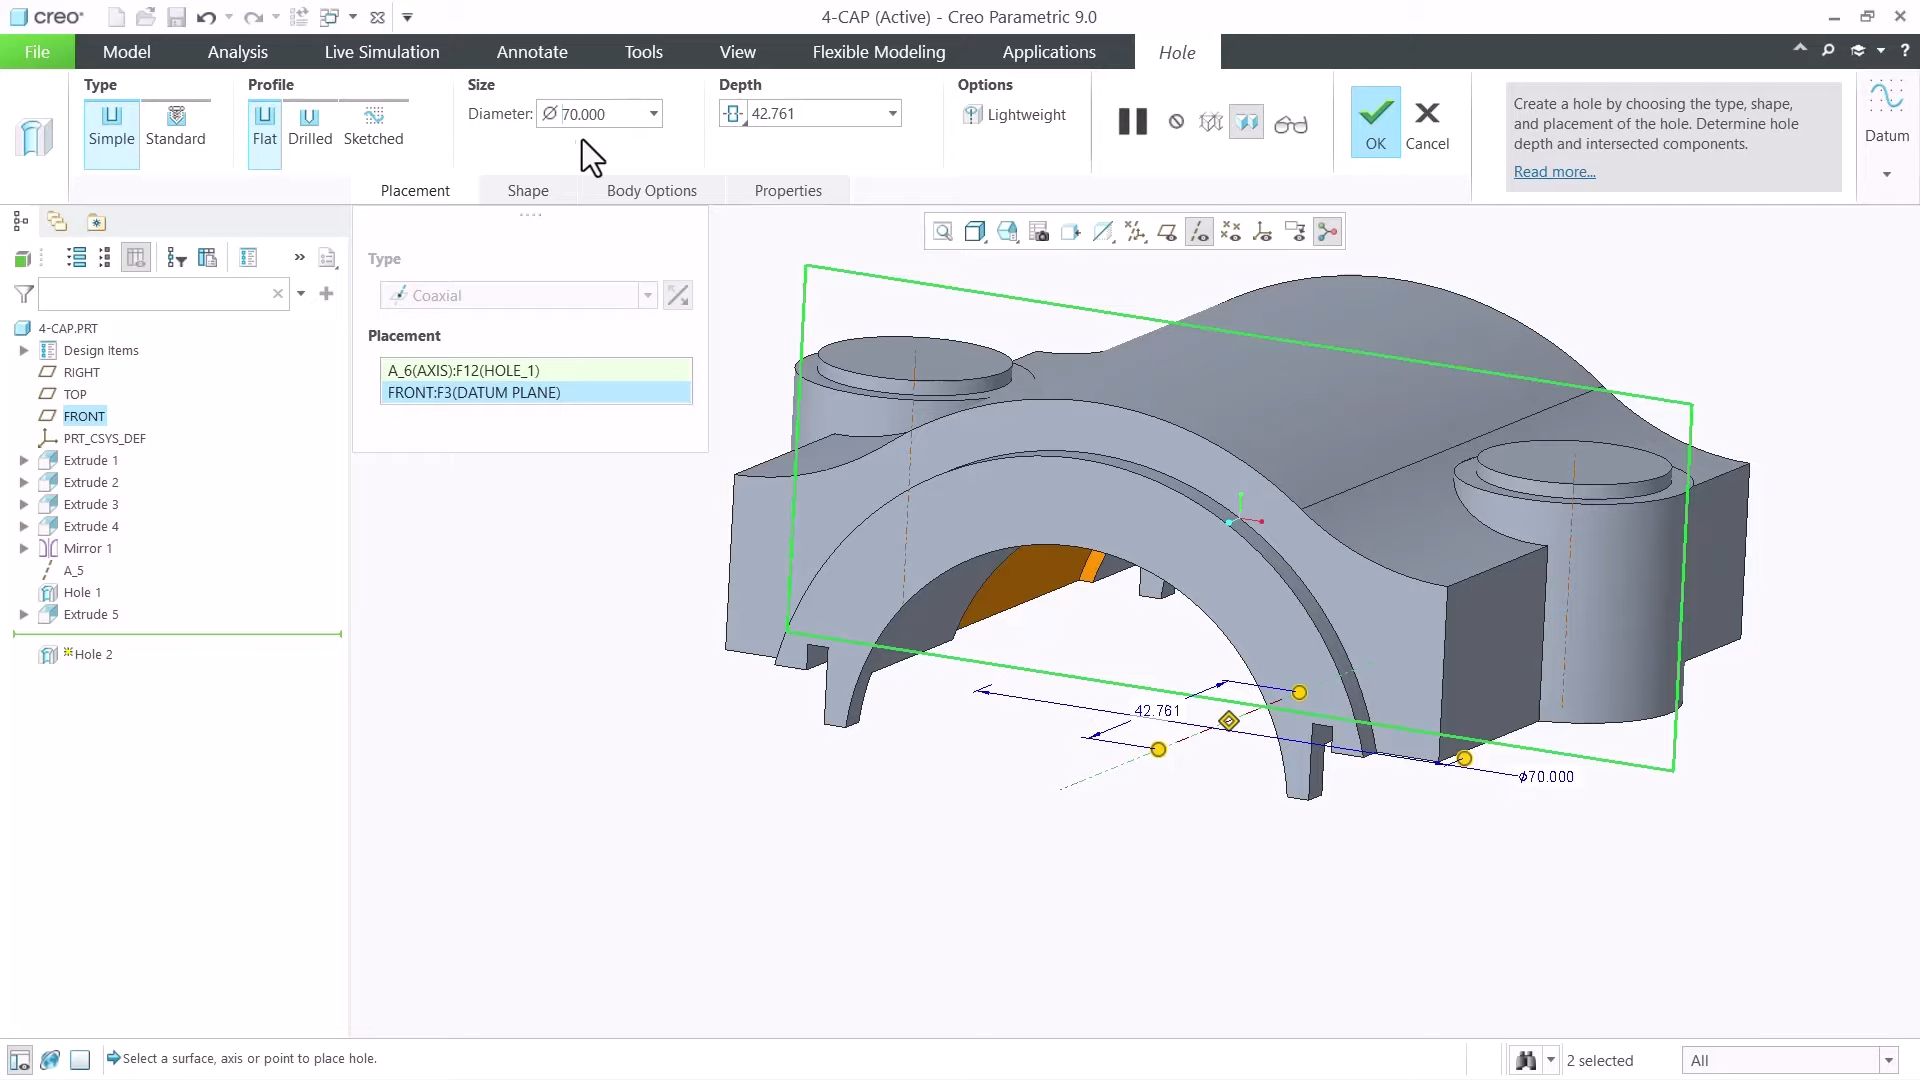 creo
4-CAP (Active) - Creo Parametric 9.0
File
Model
Analysis
Live Simulation
Annotate
Tools
View
Flexible Modeling
Applications
Hole
Type
Profile
Size
Depth
Options
Simple
Standard
Flat
Drilled
Sketched
Diameter:
Ø 70.000
42.761
Lightweight
OK
Cancel
Create a hole by choosing the type, shape,
and placement of the hole. Determine hole
depth and intersected components.
Read more...
Datum
Placement
Shape
Body Options
Properties
Type
Coaxial
Placement
A_6(AXIS):F12(HOLE_1)
FRONT:F3(DATUM PLANE)
4-CAP.PRT
Design Items
RIGHT
TOP
FRONT
PRT_CSYS_DEF
Extrude 1
Extrude 2
Extrude 3
Extrude 4
Mirror 1
A_5
Hole 1
Extrude 5
Hole 2
42.761
ϕ70.000
Select a surface, axis or point to place hole.
2 selected
All